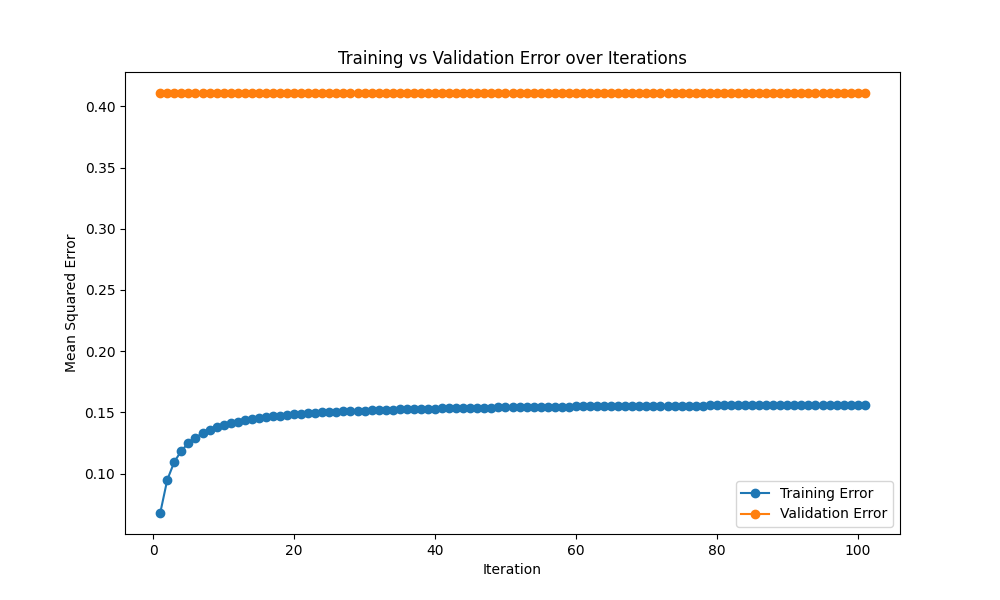 Training vs Validation Error over Iterations
Mean Squared Error
0.40
0.35
0.30
0.25
0.20
0.15
0.10
0
20
40
60
80
100
Iteration
Training Error
Validation Error